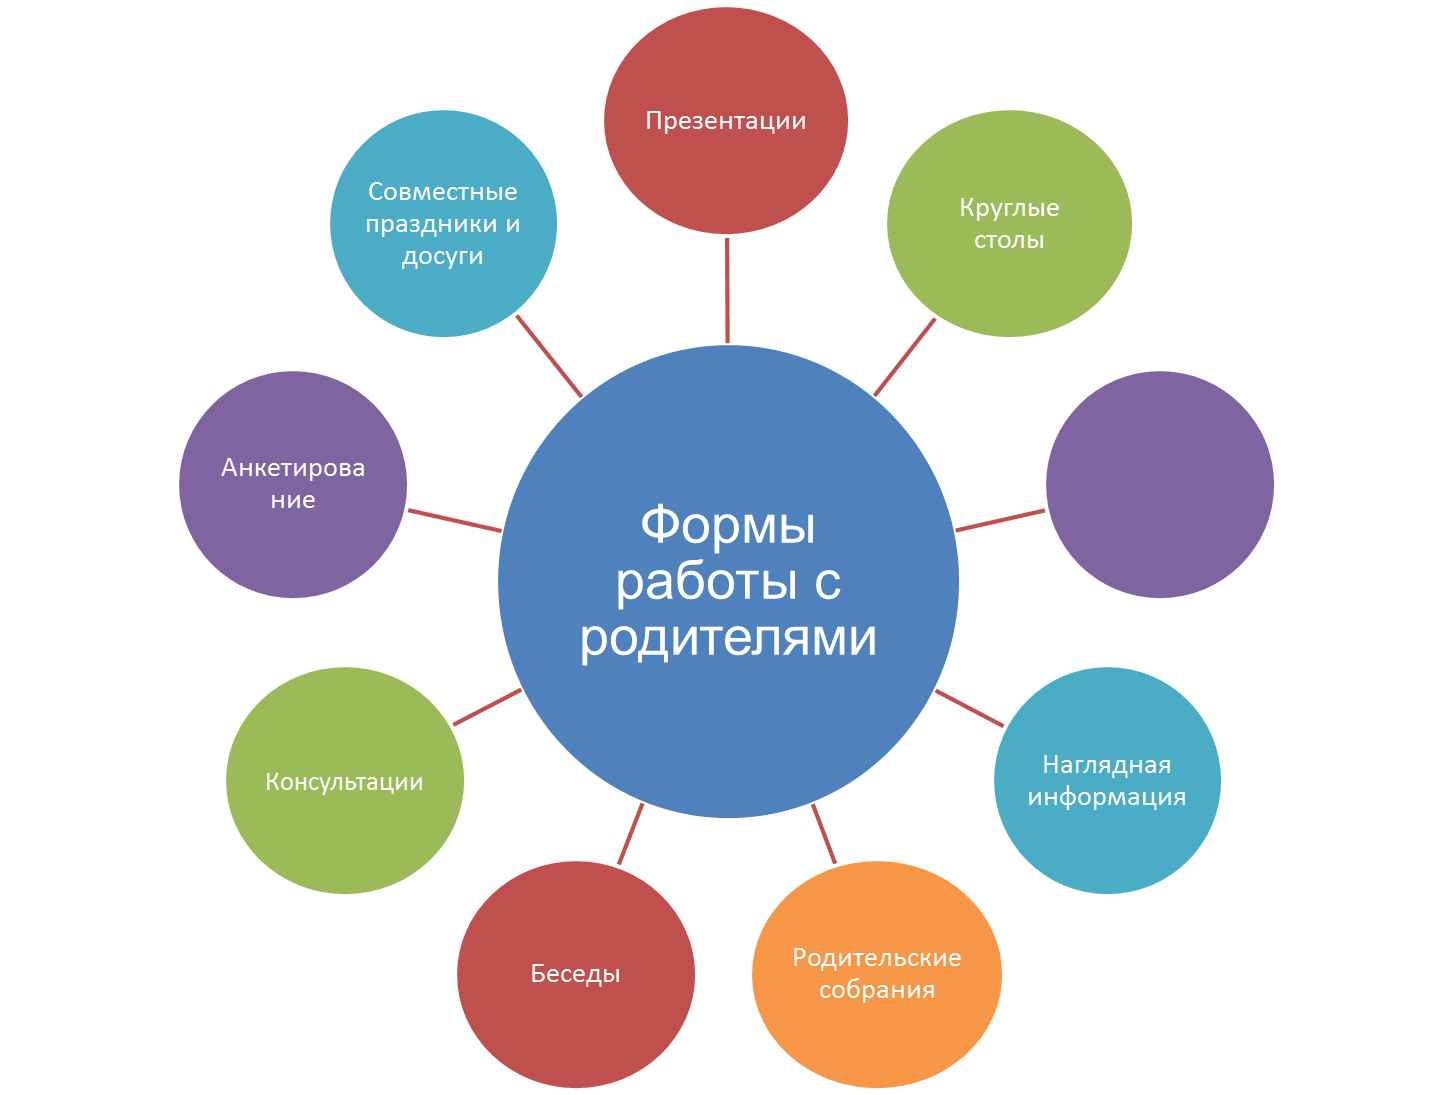 Презентации
Круглые
столы
Совместные
праздники и
досуги
Анкетирова
ние
Формы
работы с
родителями
Наглядная
информация
Консультации
Родительские
собрания
Беседы